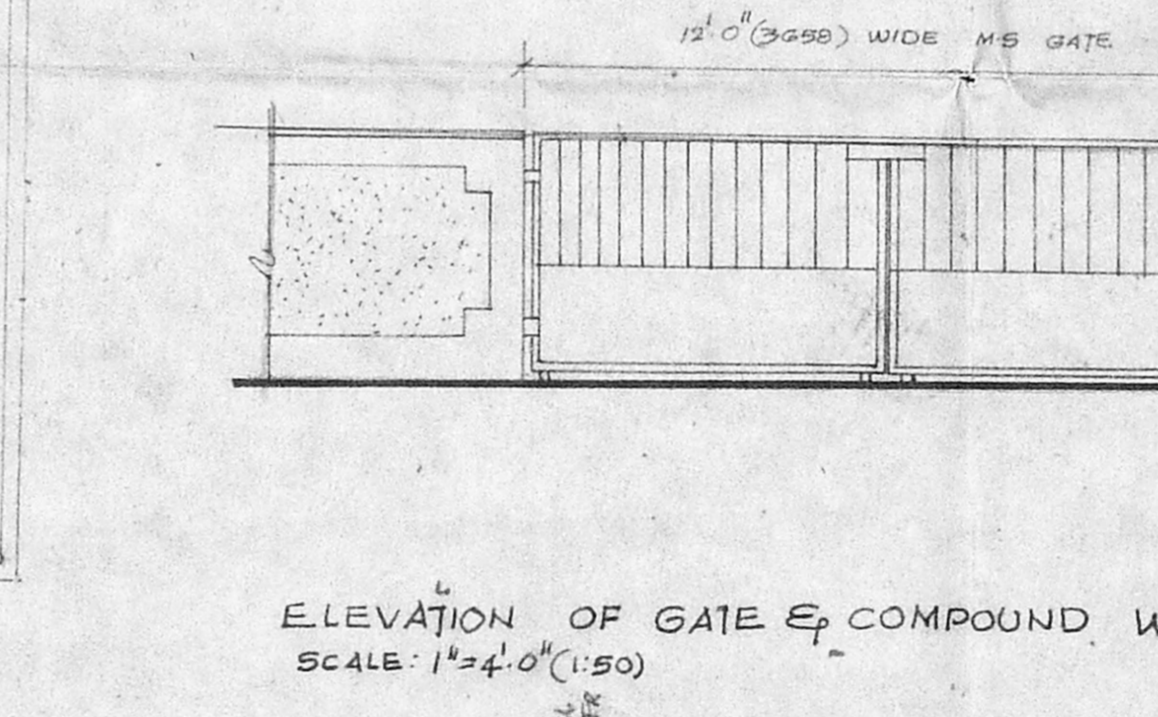 12'.0"(3658) WIDE M.S GATE.
ELEVATION OF GATE & COMPOUND
SCALE: 1"=4'.0"(1:50)